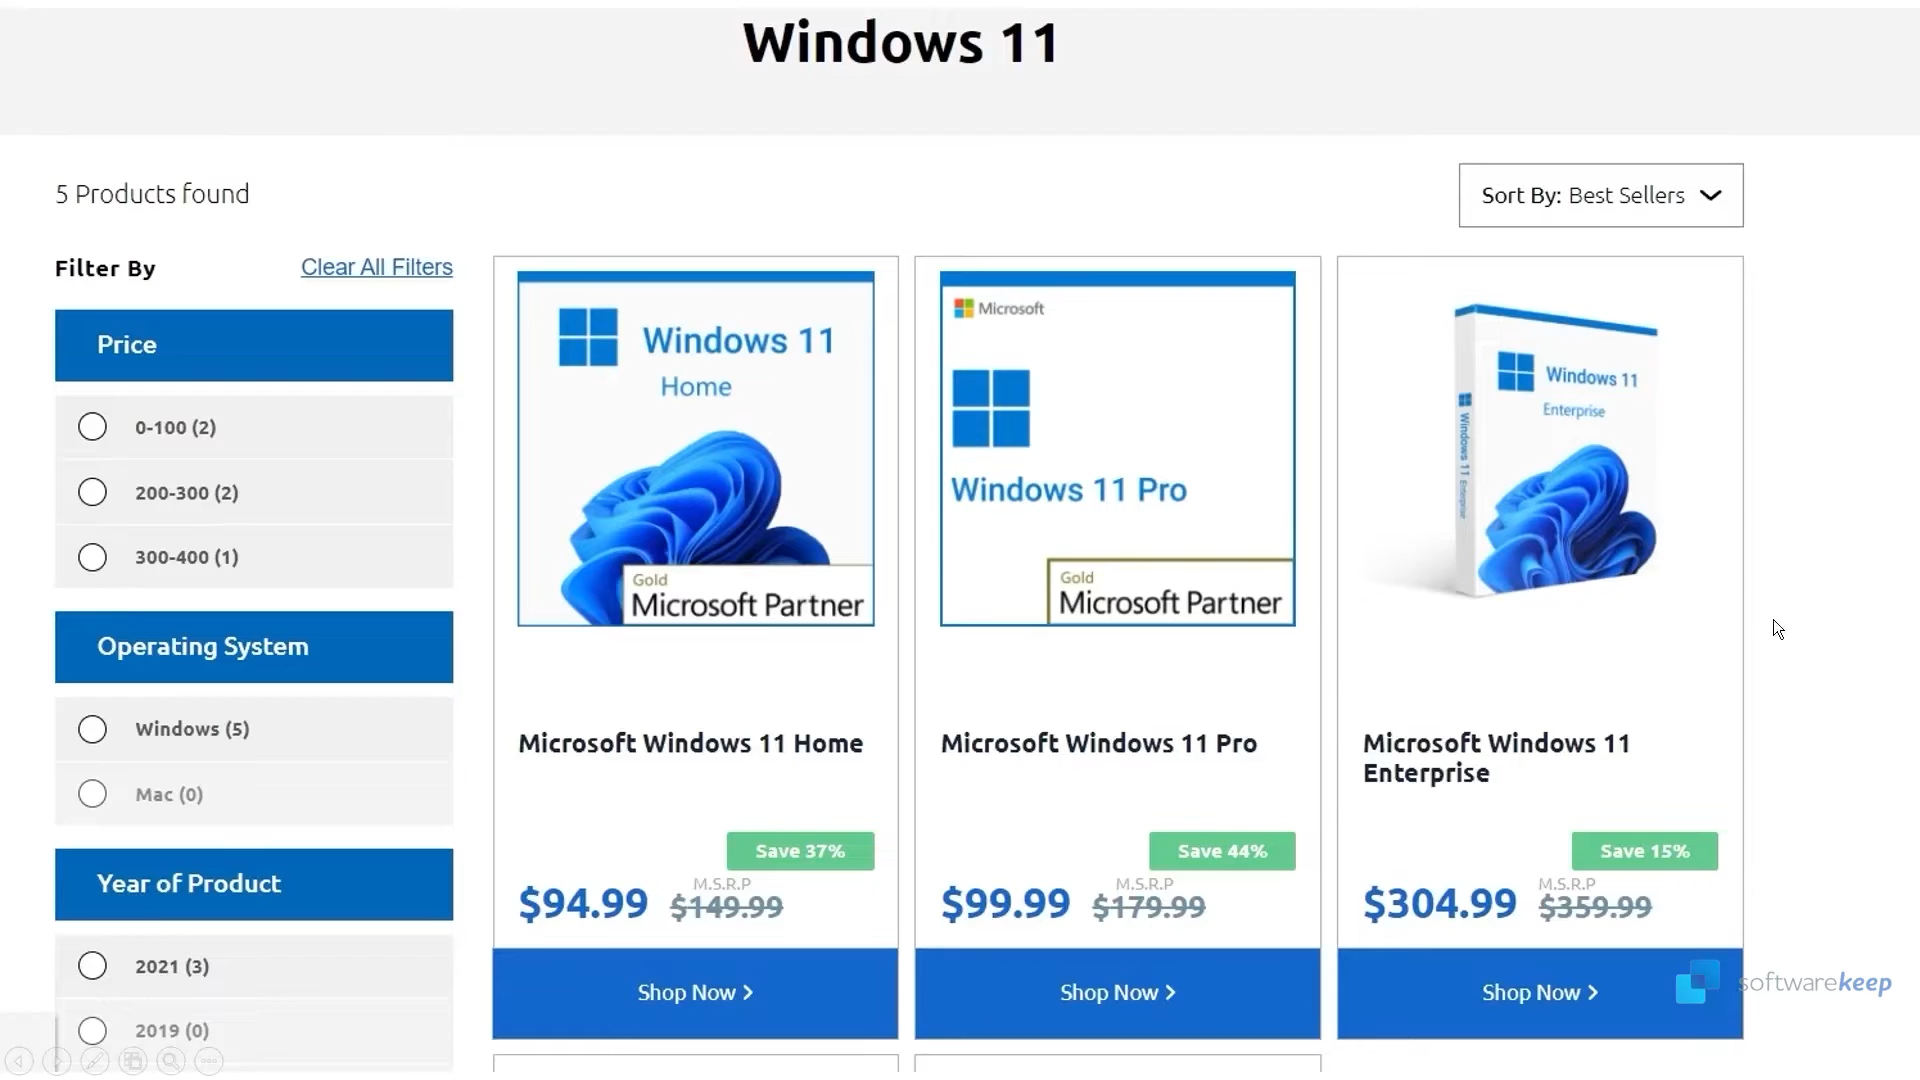 Windows 11
5 Products found
Sort By: Best Sellers
Filter By
Clear All Filters
Price
0-100 (2)
200-300 (2)
300-400 (1)
Operating System
Windows (5)
Mac (0)
Year of Product
2021 (3)
2019 (0)
Windows 11
Home
Gold
Microsoft Partner
Microsoft Windows 11 Home
Save 37%
M.S.R.P
$94.99 $149.99
Shop Now
Microsoft
Windows 11 Pro
Gold
Microsoft Partner
Microsoft Windows 11 Pro
Save 44%
M.S.R.P
$99.99 $179.99
Shop Now
Windows 11
Enterprise
Windows 11 Enterprise
Microsoft Windows 11
Enterprise
Save 15%
M.S.R.P
$304.99 $359.99
Shop Now
softwarekeep